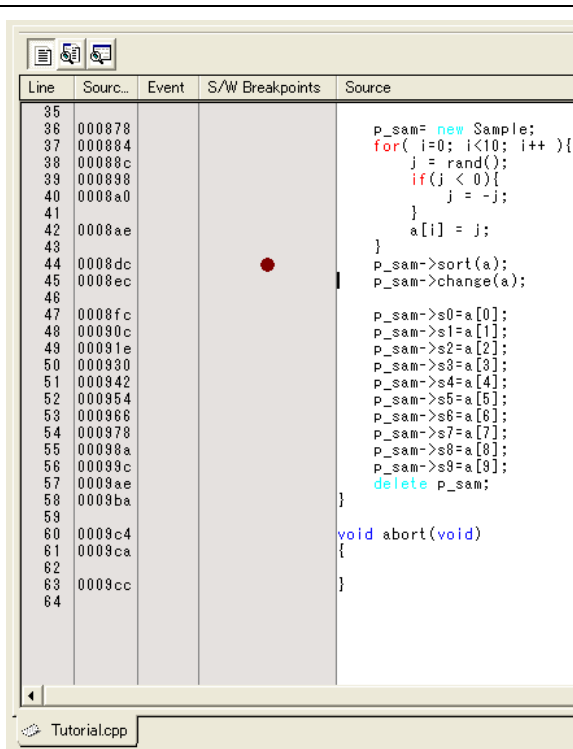 Line Sourc... Event S/W Breakpoints Source
35
36 000878 p_sam= new Sample;
37 000884 for( i=0; i<10; i++ ){
38 00088c j = rand();
39 000898 if(j < 0){
40 0008a0 j = -j;
41 }
42 0008ae a[i] = j;
43 }
44 0008dc p_sam->sort(a);
45 0008ec p_sam->change(a);
46
47 0008fc p_sam->s0=a[0];
48 00090c p_sam->s1=a[1];
49 00091e p_sam->s2=a[2];
50 000930 p_sam->s3=a[3];
51 000942 p_sam->s4=a[4];
52 000954 p_sam->s5=a[5];
53 000966 p_sam->s6=a[6];
54 000978 p_sam->s7=a[7];
55 00098a p_sam->s8=a[8];
56 00099c p_sam->s9=a[9];
57 0009ae delete p_sam;
58 0009ba }
59
60 0009c4 void abort(void)
61 0009ca {
62
63 0009cc }
64
Tutorial.cpp